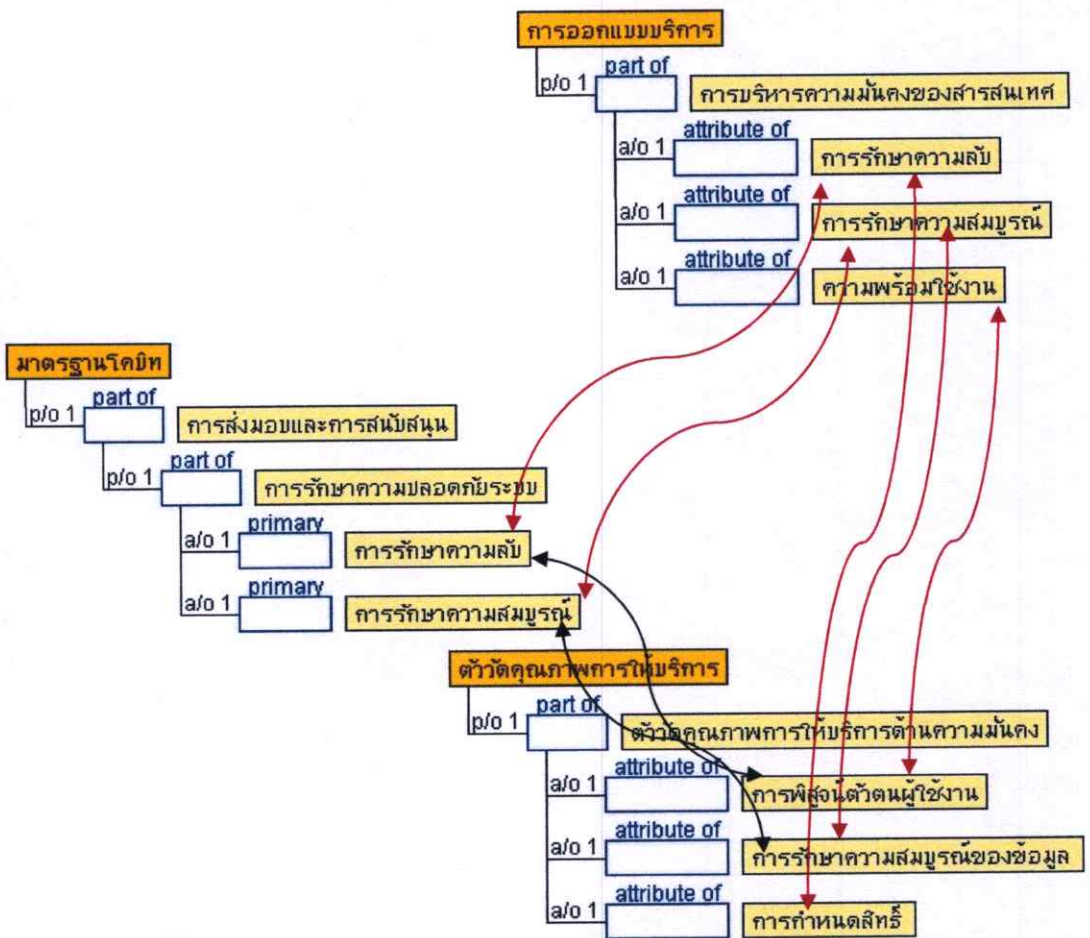 การออกแบบบริการ
part of
p/o 1
การบริหารความมั่นคงของสารสนเทศ
attribute of
a/o 1
การรักษาความลับ
attribute of
a/o 1
การรักษาความสมบูรณ์
attribute of
a/o 1
ความพร้อมใช้งาน
มาตรฐานโคบิท
part of
p/o 1
การส่งมอบและการสนับสนุน
part of
p/o 1
การรักษาความปลอดภัยระบบ
primary
a/o 1
การรักษาความลับ
primary
a/o 1
การรักษาความสมบูรณ์
ตัววัดคุณภาพการให้บริการ
part of
p/o 1
ตัววัดคุณภาพการให้บริการด้านความมั่นคง
attribute of
a/o 1
การพิสูจน์ตัวตนผู้ใช้งาน
attribute of
a/o 1
การรักษาความสมบูรณ์ของข้อมูล
attribute of
a/o 1
การกำหนดสิทธิ์